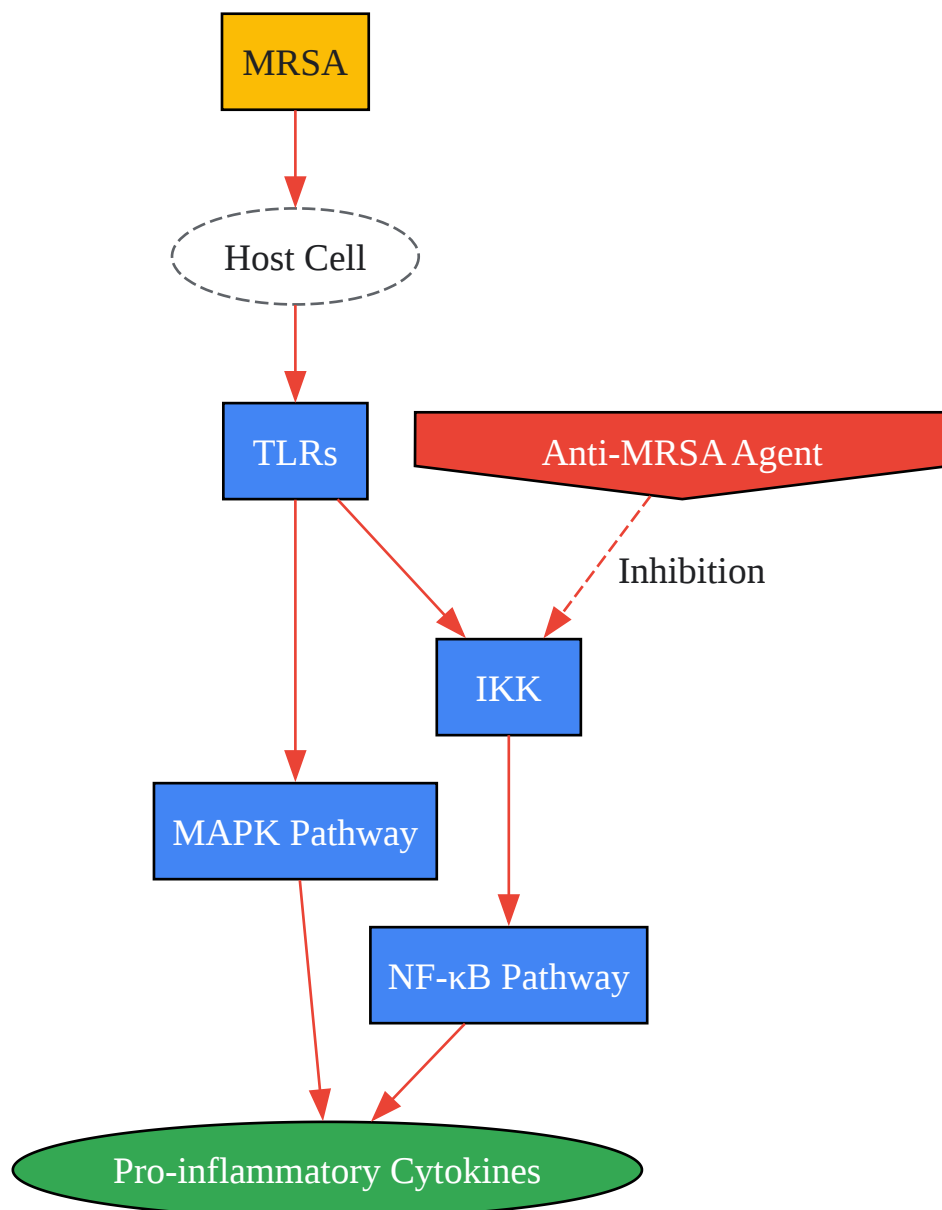 MRSA
Host Cell
TLRs
Anti-MRSA Agent
Inhibition
IKK
MAPK Pathway
NF-κB Pathway
Pro-inflammatory Cytokines